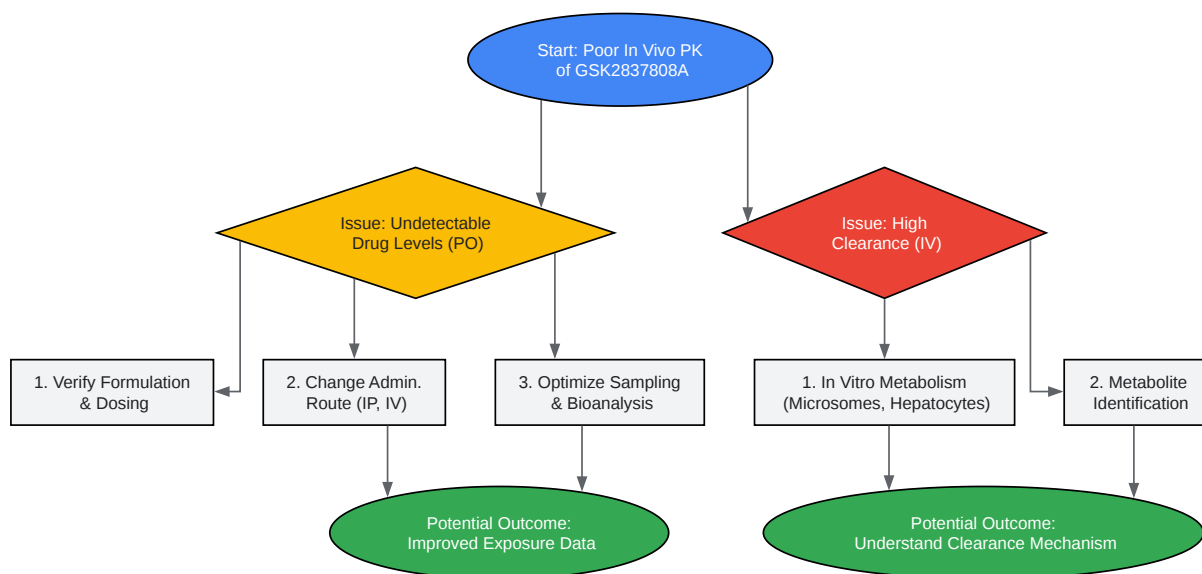 Start: Poor In Vivo PK
of GSK2837808A
Issue: Undetectable
Drug Levels (PO)
Issue: High
Clearance (IV)
1. Verify Formulation
& Dosing
2. Change Admin.
Route (IP, IV)
3. Optimize Sampling
& Bioanalysis
1. In Vitro Metabolism
(Microsomes, Hepatocytes)
2. Metabolite
Identification
Potential Outcome:
Improved Exposure Data
Potential Outcome:
Understand Clearance Mechanism